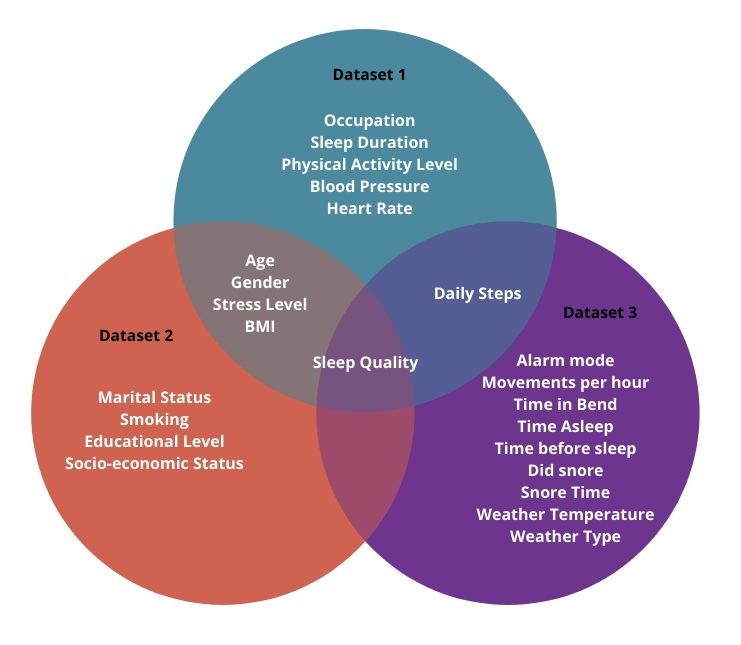 Dataset 1
Occupation
Sleep Duration
Physical Activity Level
Blood Pressure
Heart Rate
Age
Gender
Stress Level
BMI
Daily Steps
Sleep Quality
Dataset 2
Marital Status
Smoking
Educational Level
Socio-economic Status
Dataset 3
Alarm mode
Movements per hour
Time in Bend
Time Asleep
Time before sleep
Did snore
Snore Time
Weather Temperature
Weather Type